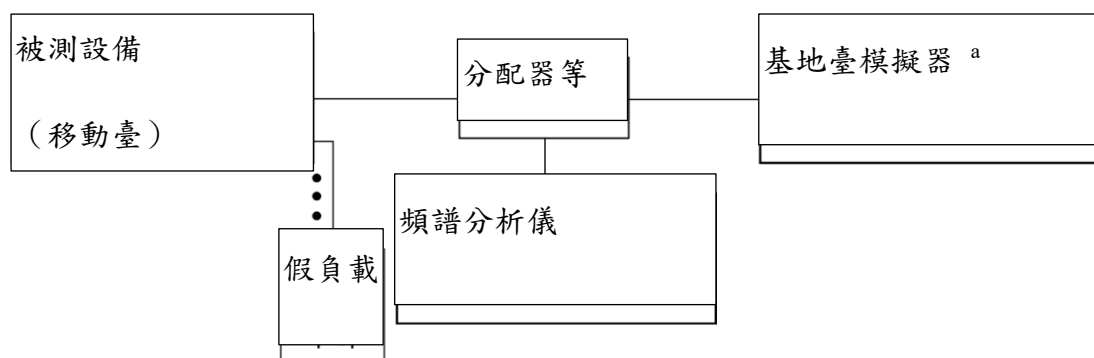 被測設備
（移動臺）
分配器等
基地臺模擬器 a
頻譜分析儀
假負載